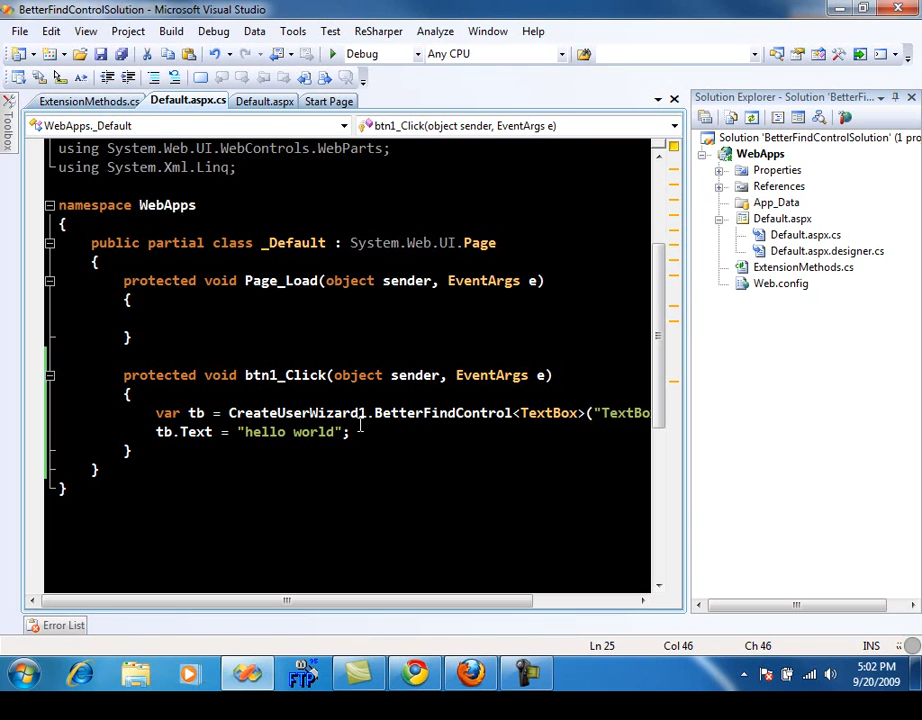 BetterFindControlSolution - Microsoft Visual Studio
File Edit View Project Build Debug Data Tools Test ReSharper Analyze Window Help
Debug Any CPU
ExtensionMethods.cs Default.aspx.cs Default.aspx Start Page
Solution Explorer - Solution 'BetterFi...
WebApps._Default btn1_Click(object sender, EventArgs e)
Toolbox
using System.Web.UI.WebControls.WebParts;
using System.Xml.Linq;
namespace WebApps
{
public partial class _Default : System.Web.UI.Page
{
protected void Page_Load(object sender, EventArgs e)
{
}
protected void btn1_Click(object sender, EventArgs e)
{
var tb = CreateUserWizard1.BetterFindControl<TextBox>("TextBo
tb.Text = "hello world";
}
}
}
Solution 'BetterFindControlSolution' (1 pro
WebApps
Properties
References
App_Data
Default.aspx
Default.aspx.cs
Default.aspx.designer.cs
ExtensionMethods.cs
Web.config
Error List
Ln 25 Col 46 Ch 46 INS
FTP
5:02 PM
9/20/2009